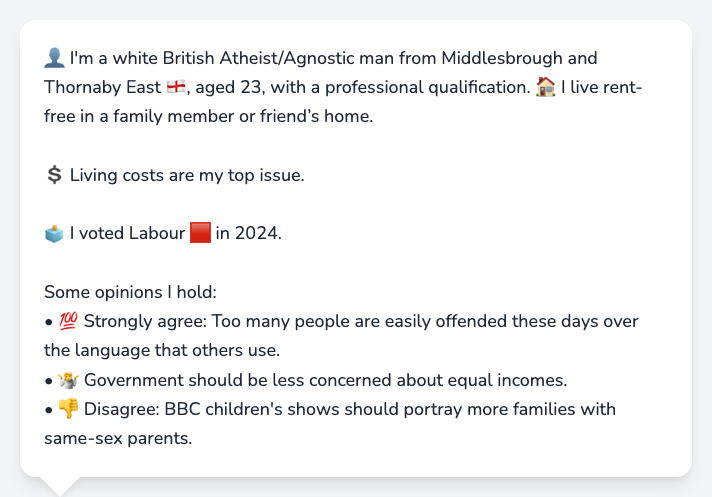 👤 I'm a white British Atheist/Agnostic man from Middlesbrough and
Thornaby East 🏴󠁧󠁢󠁥󠁮󠁧󠁿, aged 23, with a professional qualification. 🏠 I live rent-
free in a family member or friend’s home.
💲 Living costs are my top issue.
🗳️ I voted Labour 🟥 in 2024.
Some opinions I hold:
• 💯 Strongly agree: Too many people are easily offended these days over
the language that others use.
• 🤷 Government should be less concerned about equal incomes.
• 👎 Disagree: BBC children's shows should portray more families with
same-sex parents.